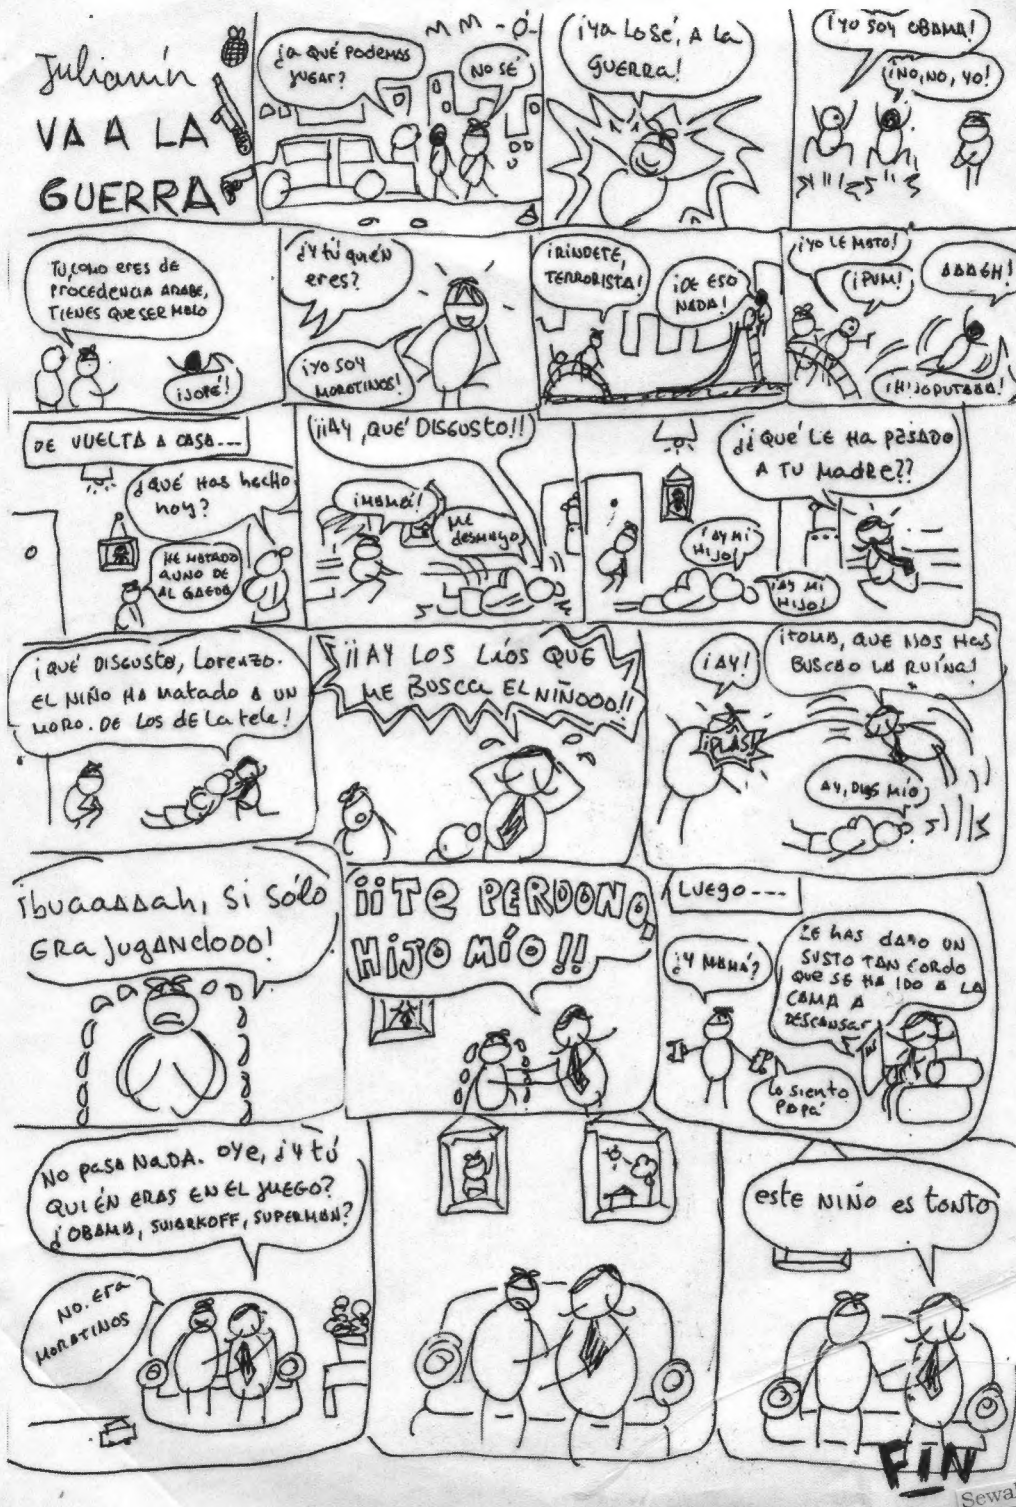 Julianín
VA A LA
GUERRA
¿a QUÉ PODEMOS
JUGAR?
MMM - Ó -
NO SÉ
¡Ya LO SÉ, A La
GUERRA!
¡YO SOY OBAMA!
¡NO, NO, YO!
TÚ, COMO ERES DE
PROCEDENCIA ARABE,
TIENES QUE SER MALO
¡JOPÉ!
¿Y tú quién
eres?
¡YO SOY
MORATINOS!
¡RÍNDETE,
TERRORISTA!
¡DE ESO
NADA!
¡YO LE MATO!
¡PUM!
AAAGH!
¡HIJOPUTAAA!
DE VUELTA A CASA---
¿QUÉ HAS hecho
hoy?
HE MATADO
A UNO DE
AL QAEDA
¡¡AY, QUÉ DISGUSTO!!
¡MAMÁ!
ME
desmayo
¿¿QUÉ LE HA PASADO
A TU MADRE??
¡AY MI
HIJO!
¡AY MI
HIJO!
¡QUÉ DISGUSTO, LORENZO.
EL NIÑO HA MATADO A UN
MORO. DE LOS DE LA tele!
¡¡AY LOS LÍOS QUE
ME BUSCA EL NIÑOOO!!
¡AY!
¡TOMA, QUE NOS HAS
BUSCAO LA RUÍNA!
¡PLAS!
AY, DIOS MÍO
¡buaaaAAah, si sólo
ERA JUGANdOOO!
¡¡TE PERDONO,
HIJO MÍO!!
LUEGO ---
¿Y MAMÁ?
LE HAS dADO UN
SUSTO TAN GORDO
QUE SE HA IDO A LA
CAMA A
DESCANSAR
Lo siento
PAPÁ
NO PASA NADA. OYE, ¿Y tú
QUIÉN ERAS EN EL JUEGO?
¿OBAMA, SUARKOFF, SUPERMAN?
NO. ERA
MORATINOS
este NIÑO es tonto
FIN